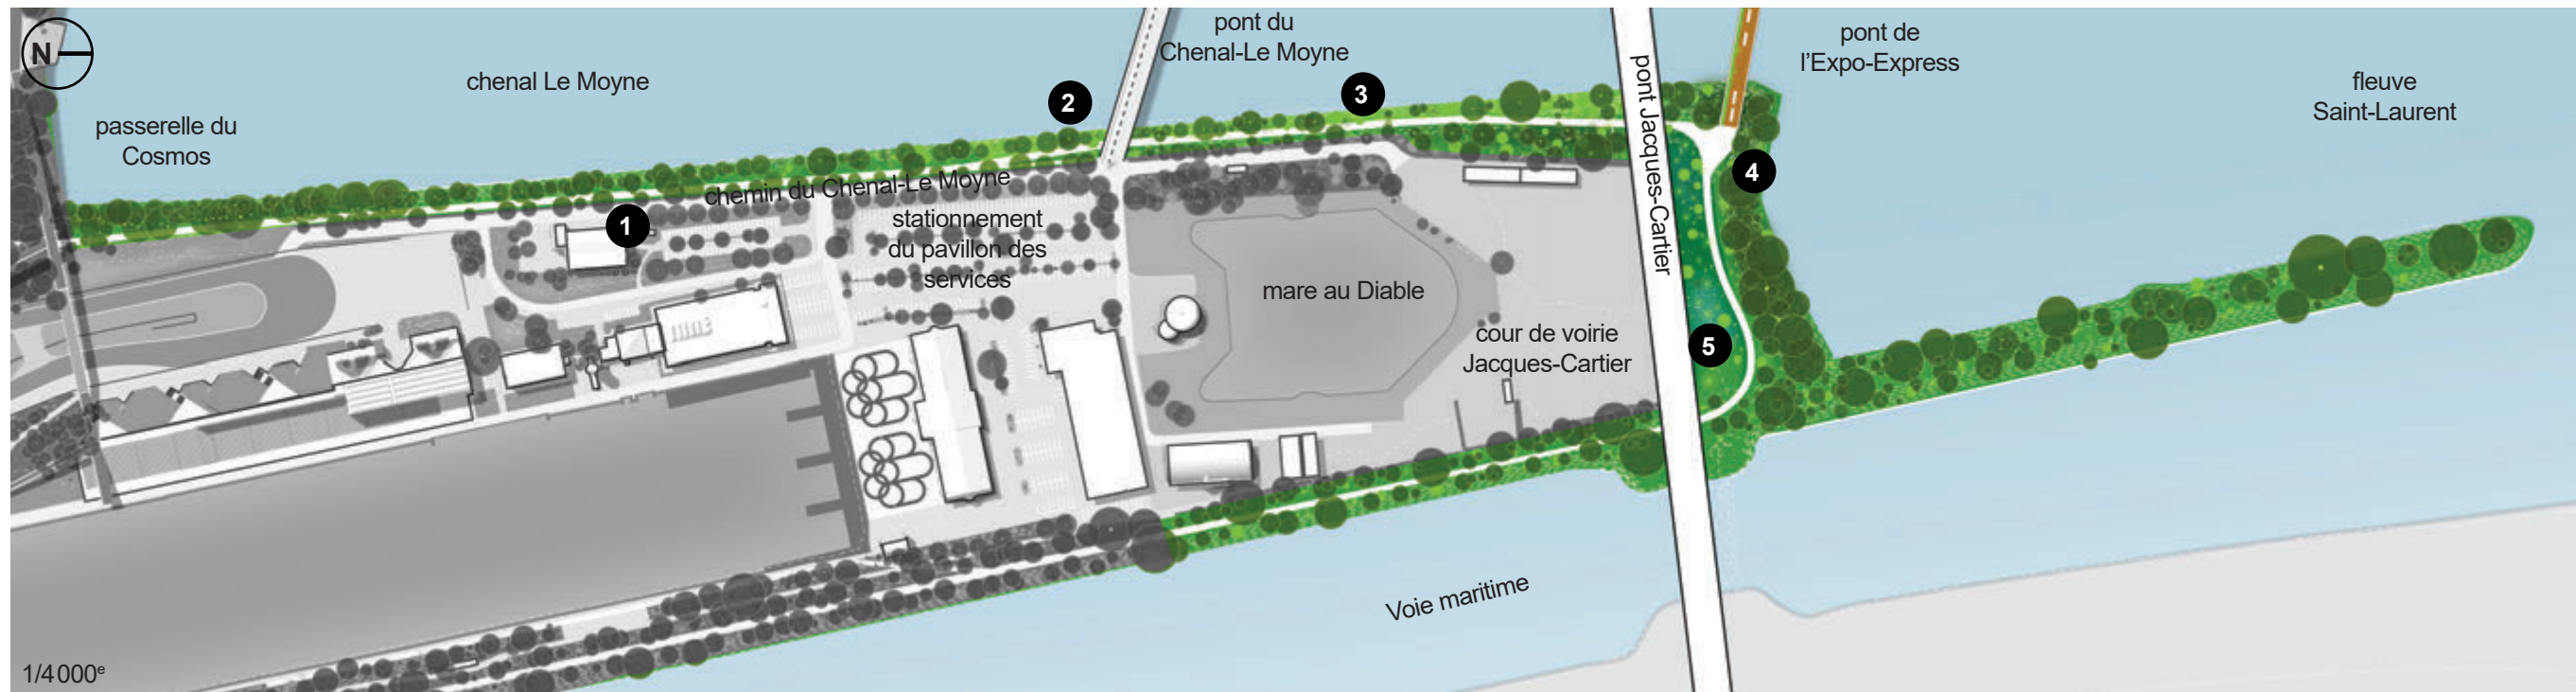 N
chenal Le Moyne
passerelle du
Cosmos
2
pont du
Chenal-Le Moyne
3
pont Jacques-Cartier
pont de
l'Expo-Express
fleuve
Saint-Laurent
1
chemin du Chenal-Le Moyne
stationnement
du pavillon des
services
mare au Diable
4
cour de voirie
Jacques-Cartier
5
Voie maritime
1/4 000e